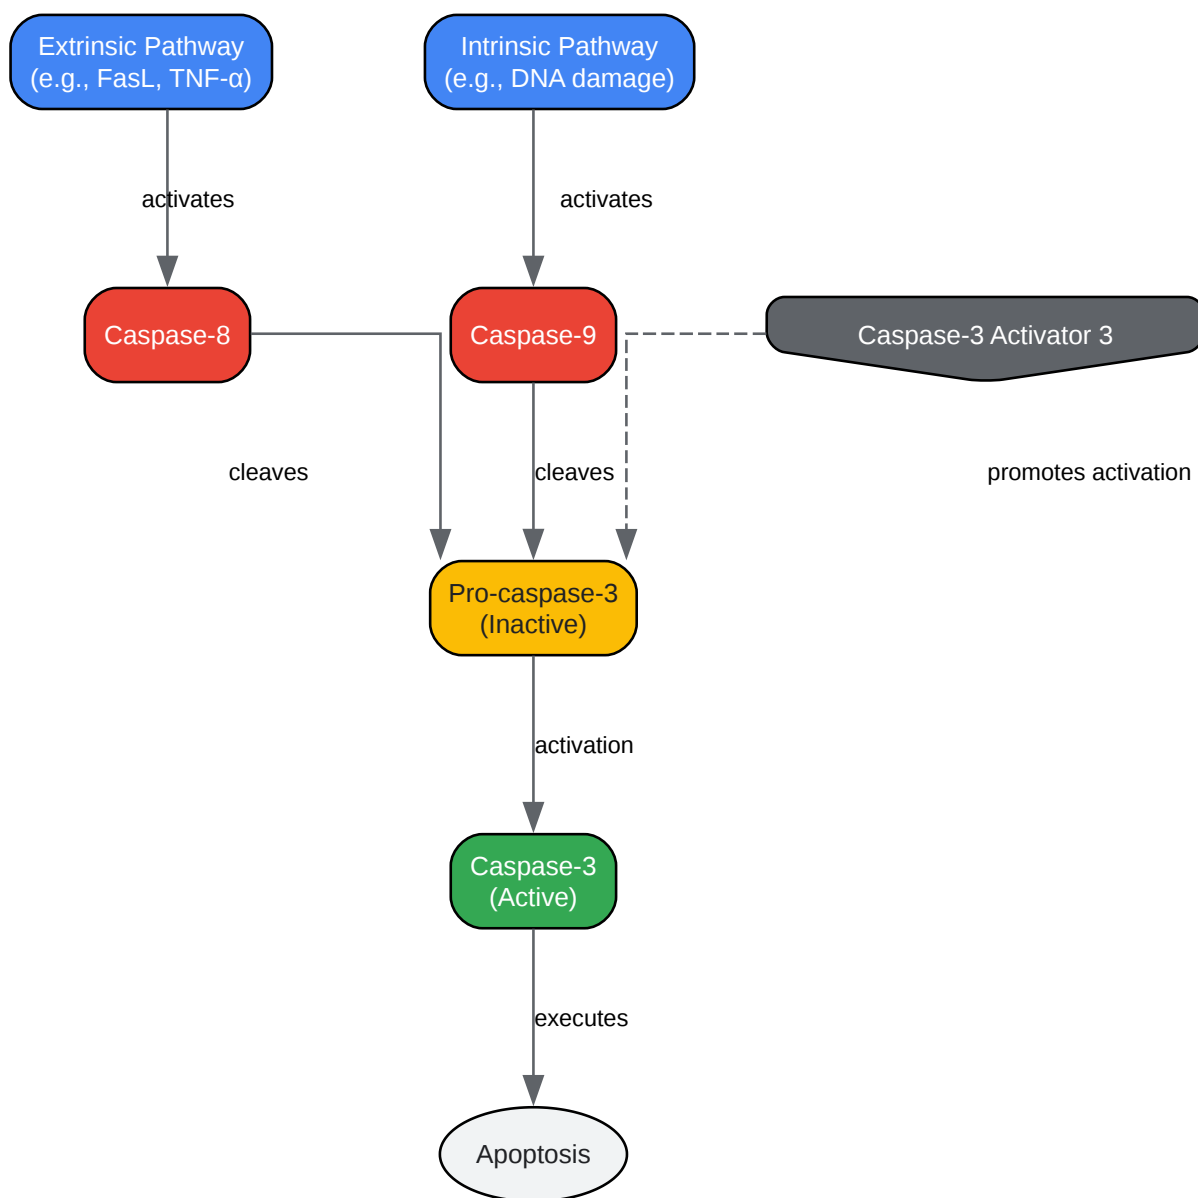 Extrinsic Pathway
(e.g., FasL, TNF-α)
Intrinsic Pathway
(e.g., DNA damage)
activates
activates
Caspase-8
Caspase-9
Caspase-3 Activator 3
cleaves
cleaves
promotes activation
Pro-caspase-3
(Inactive)
activation
Caspase-3
(Active)
executes
Apoptosis